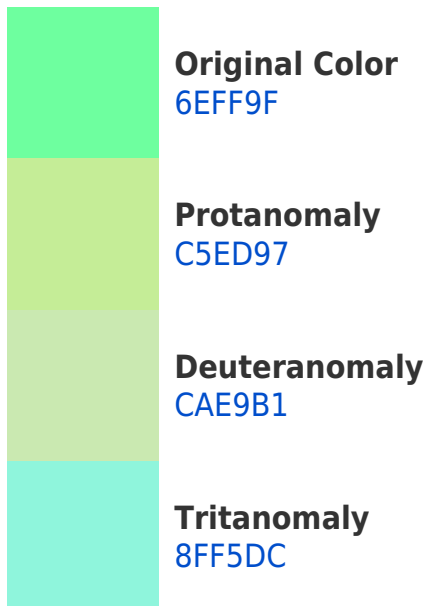 Original Color
6EFF9F
Protanomaly
C5ED97
Deuteranomaly
CAE9B1
Tritanomaly
8FF5DC